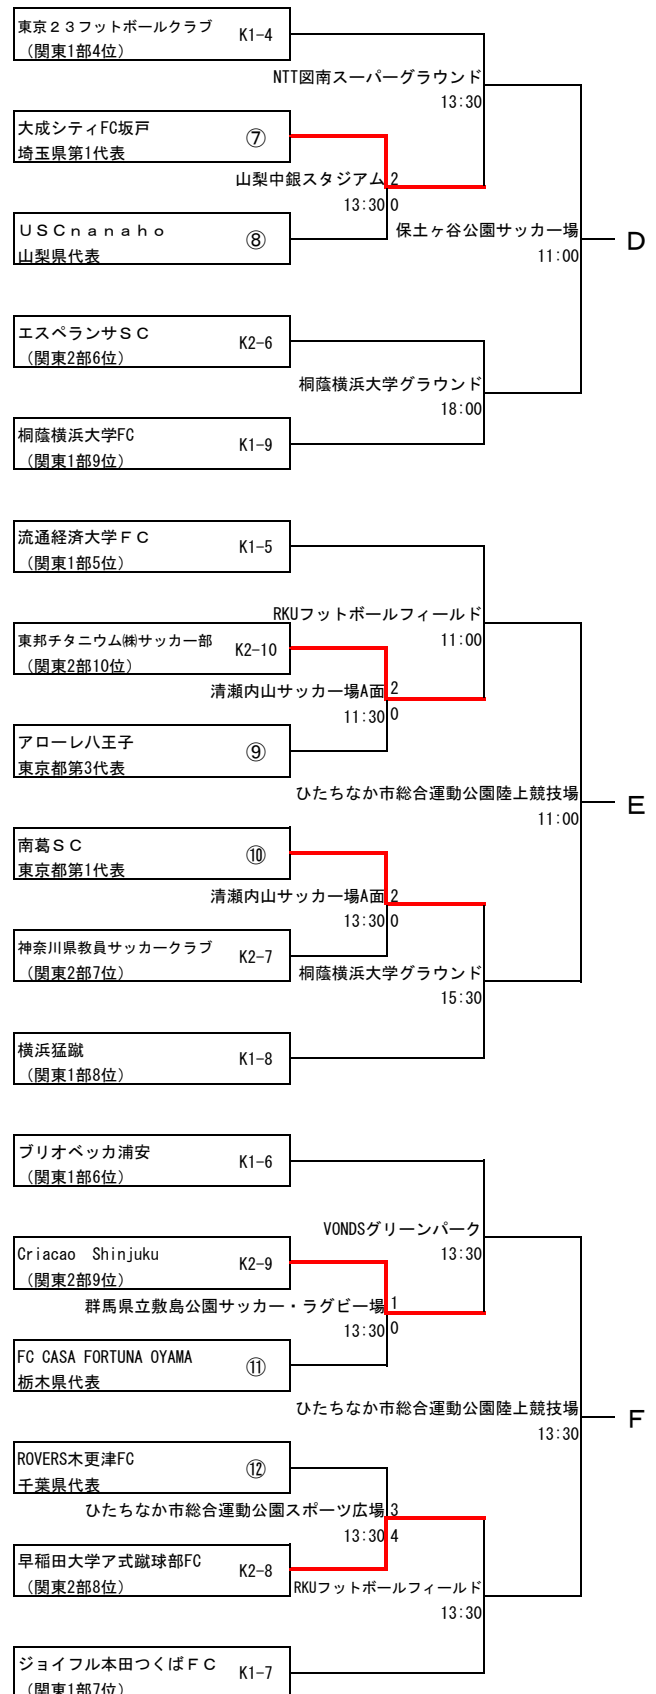 東京２３フットボールクラブ
（関東1部4位）
K1-4
NTT図南スーパーグラウンド
13:30
大成シティFC坂戸
埼玉県第1代表
⑦
山梨中銀スタジアム 2
13:30 0
ＵＳＣｎａｎａｈｏ
山梨県代表
⑧
保土ヶ谷公園サッカー場
11:00
Ｄ
エスペランサＳＣ
（関東2部6位）
K2-6
桐蔭横浜大学グラウンド
18:00
桐蔭横浜大学FC
（関東1部9位）
K1-9
流通経済大学ＦＣ
（関東1部5位）
K1-5
RKUフットボールフィールド
11:00
東邦チタニウム㈱サッカー部
（関東2部10位）
K2-10
清瀬内山サッカー場A面 2
11:30 0
アローレ八王子
東京都第3代表
⑨
ひたちなか市総合運動公園陸上競技場
11:00
Ｅ
南葛ＳＣ
東京都第1代表
⑩
清瀬内山サッカー場A面 2
13:30 0
神奈川県教員サッカークラブ
（関東2部7位）
K2-7
桐蔭横浜大学グラウンド
15:30
横浜猛蹴
（関東1部8位）
K1-8
ブリオベッカ浦安
（関東1部6位）
K1-6
VONDSグリーンパーク
13:30
Criacao　Shinjuku
（関東2部9位）
K2-9
群馬県立敷島公園サッカー・ラグビー場 1
13:30 0
FC CASA FORTUNA OYAMA
栃木県代表
⑪
ひたちなか市総合運動公園陸上競技場
13:30
Ｆ
ROVERS木更津FC
千葉県代表
⑫
ひたちなか市総合運動公園スポーツ広場 3
13:30 4
早稲田大学ア式蹴球部FC
（関東2部8位）
K2-8
RKUフットボールフィールド
13:30
ジョイフル本田つくばＦＣ
（関東1部7位）
K1-7